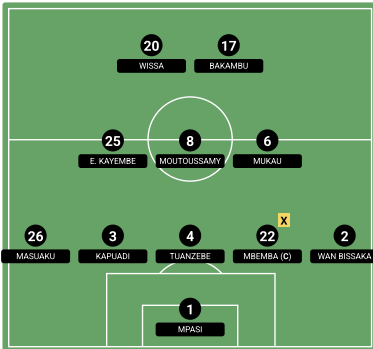 20 17
WISSA BAKAMBU
25 8 6
E. KAYEMBE MOUTOUSSAMY MUKAU
X
26 3 4 22 2
MASUAKU KAPUADI TUANZEBE MBEMBA (C) WAN BISSAKA
1
MPASI